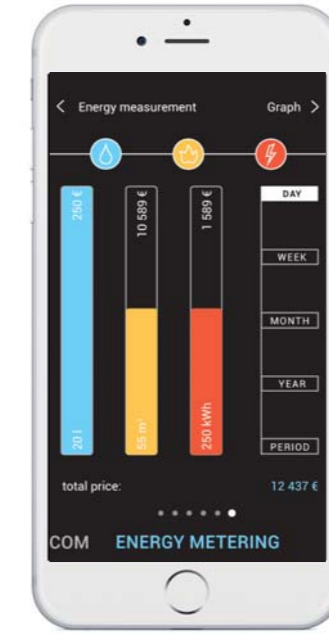 Energy measurement Graph
250 € 10 589 € 1 589 € DAY
WEEK
MONTH
YEAR
20 l 55 m³ 250 kWh PERIOD
total price: 12 437 €
COM ENERGY METERING